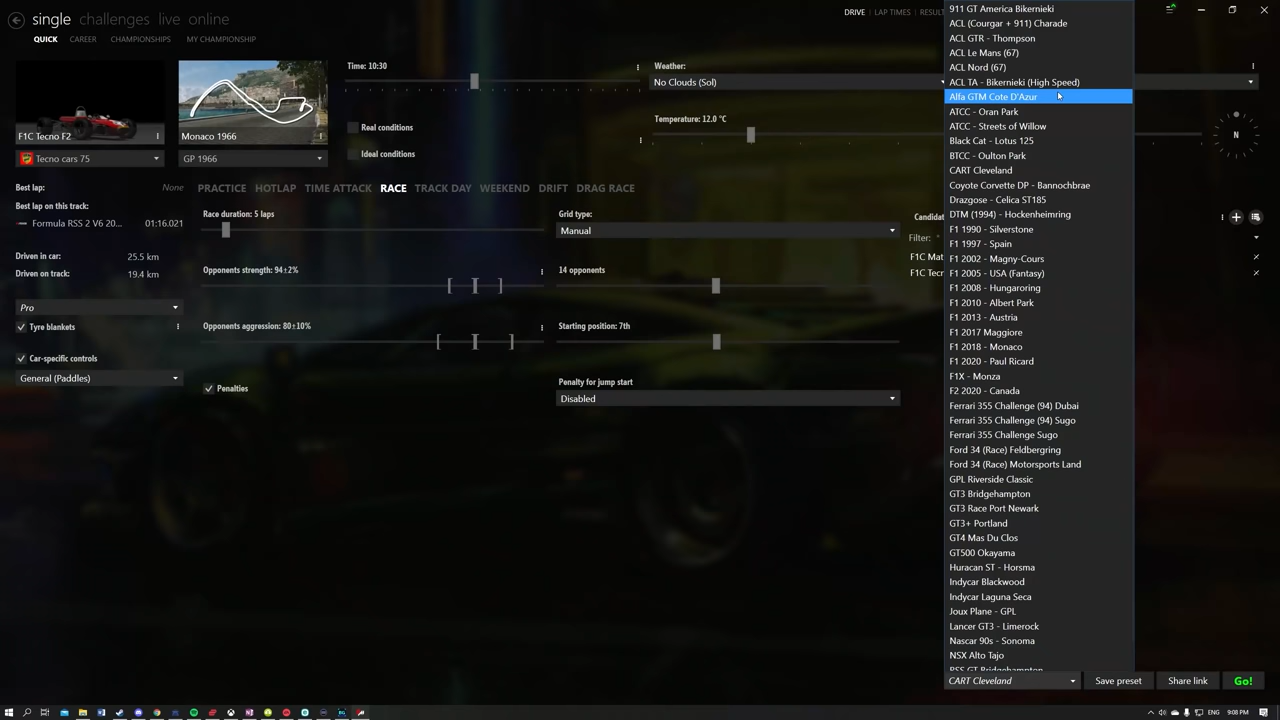 single challenges live online
DRIVE LAP TIMES RESUL
QUICK CAREER CHAMPIONSHIPS MY CHAMPIONSHIP
F1C Tecno F2
Tecno cars 75
Monaco 1966
GP 1966
Time: 10:30
Weather:
No Clouds (Sol)
Real conditions
Ideal conditions
Temperature: 12.0 °C
N
Best lap: None
Best lap on this track:
Formula RSS 2 V6 20... 01:16.021
Driven in car: 25.5 km
Driven on track: 19.4 km
Pro
Tyre blankets
Car-specific controls
General (Paddles)
PRACTICE HOTLAP TIME ATTACK RACE TRACK DAY WEEKEND DRIFT DRAG RACE
Race duration: 5 laps
Opponents strength: 94±2%
Opponents aggression: 80±10%
Penalties
Grid type:
Manual
14 opponents
Starting position: 7th
Penalty for jump start
Disabled
Candidat
Filter: *
F1C Mat
F1C Tecr
911 GT America Bikernieki
ACL (Courgar + 911) Charade
ACL GTR - Thompson
ACL Le Mans (67)
ACL Nord (67)
ACL TA - Bikernieki (High Speed)
Alfa GTM Cote D'Azur
ATCC - Oran Park
ATCC - Streets of Willow
Black Cat - Lotus 125
BTCC - Oulton Park
CART Cleveland
Coyote Corvette DP - Bannochbrae
Drazgose - Celica ST185
DTM (1994) - Hockenheimring
F1 1990 - Silverstone
F1 1997 - Spain
F1 2002 - Magny-Cours
F1 2005 - USA (Fantasy)
F1 2008 - Hungaroring
F1 2010 - Albert Park
F1 2013 - Austria
F1 2017 Maggiore
F1 2018 - Monaco
F1 2020 - Paul Ricard
F1X - Monza
F2 2020 - Canada
Ferrari 355 Challenge (94) Dubai
Ferrari 355 Challenge (94) Sugo
Ferrari 355 Challenge Sugo
Ford 34 (Race) Feldbergring
Ford 34 (Race) Motorsports Land
GPL Riverside Classic
GT3 Bridgehampton
GT3 Race Port Newark
GT3+ Portland
GT4 Mas Du Clos
GT500 Okayama
Huracan ST - Horsma
Indycar Blackwood
Indycar Laguna Seca
Joux Plane - GPL
Lancer GT3 - Limerock
Nascar 90s - Sonoma
NSX Alto Tajo
RSS GT Bridgehampton
CART Cleveland Save preset Share link Go!
ENG 9:08 PM